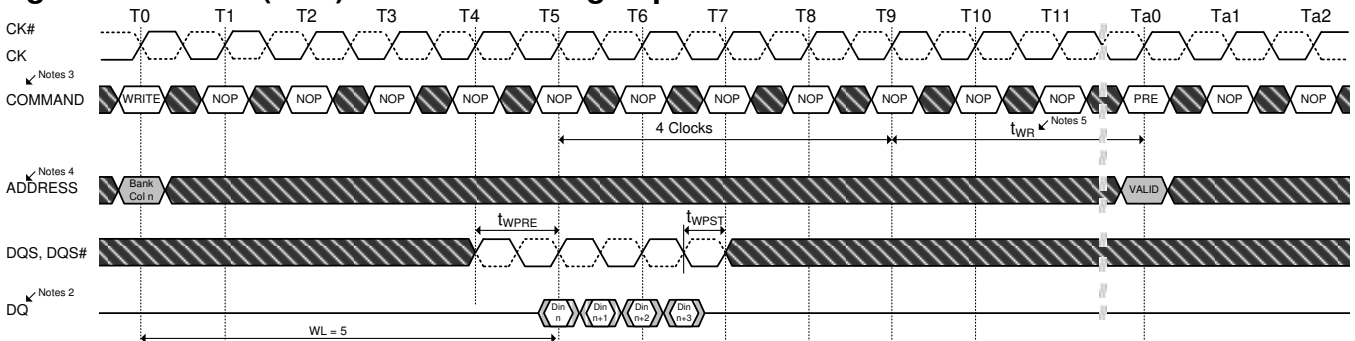 T0 T1 T2 T3 T4 T5 T6 T7 T8 T9 T10 T11 Ta0 Ta1 Ta2
CK#
CK
Notes 3
COMMAND WRITE NOP NOP NOP NOP NOP NOP NOP NOP NOP NOP NOP PRE NOP NOP
4 Clocks tWR Notes 5
Notes 4
ADDRESS Bank Col n VALID
tWPRE tWPST
DQS, DQS#
Notes 2
DQ Din n Din n+1 Din n+2 Din n+3
WL = 5